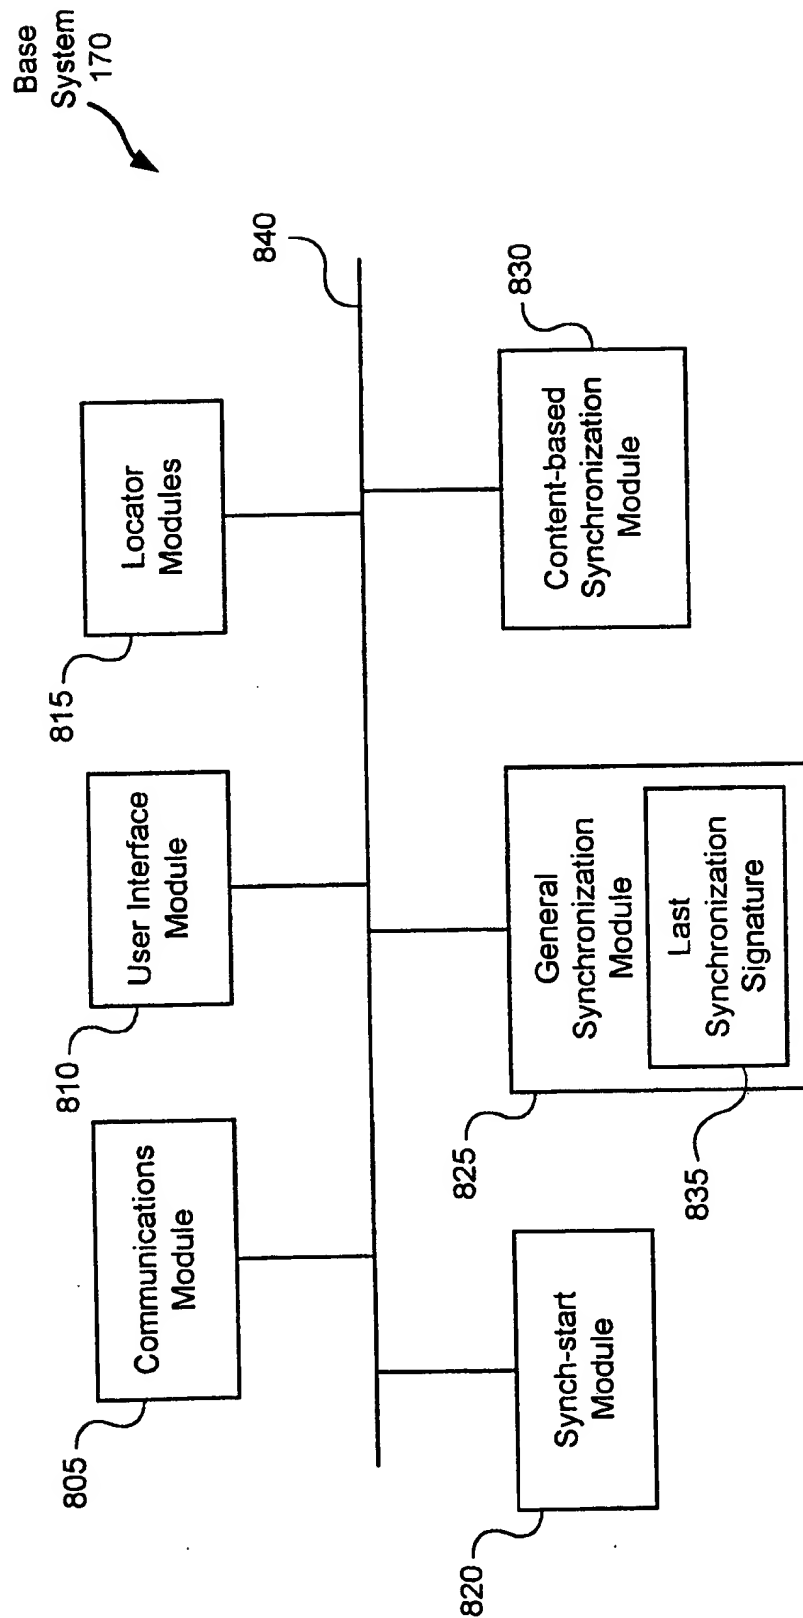 Base
System
170
840
Communications
Module
805
User Interface
Module
810
Locator
Modules
815
Synch-start
Module
820
General
Synchronization
Module
825
Last
Synchronization
Signature
835
Content-based
Synchronization
Module
830